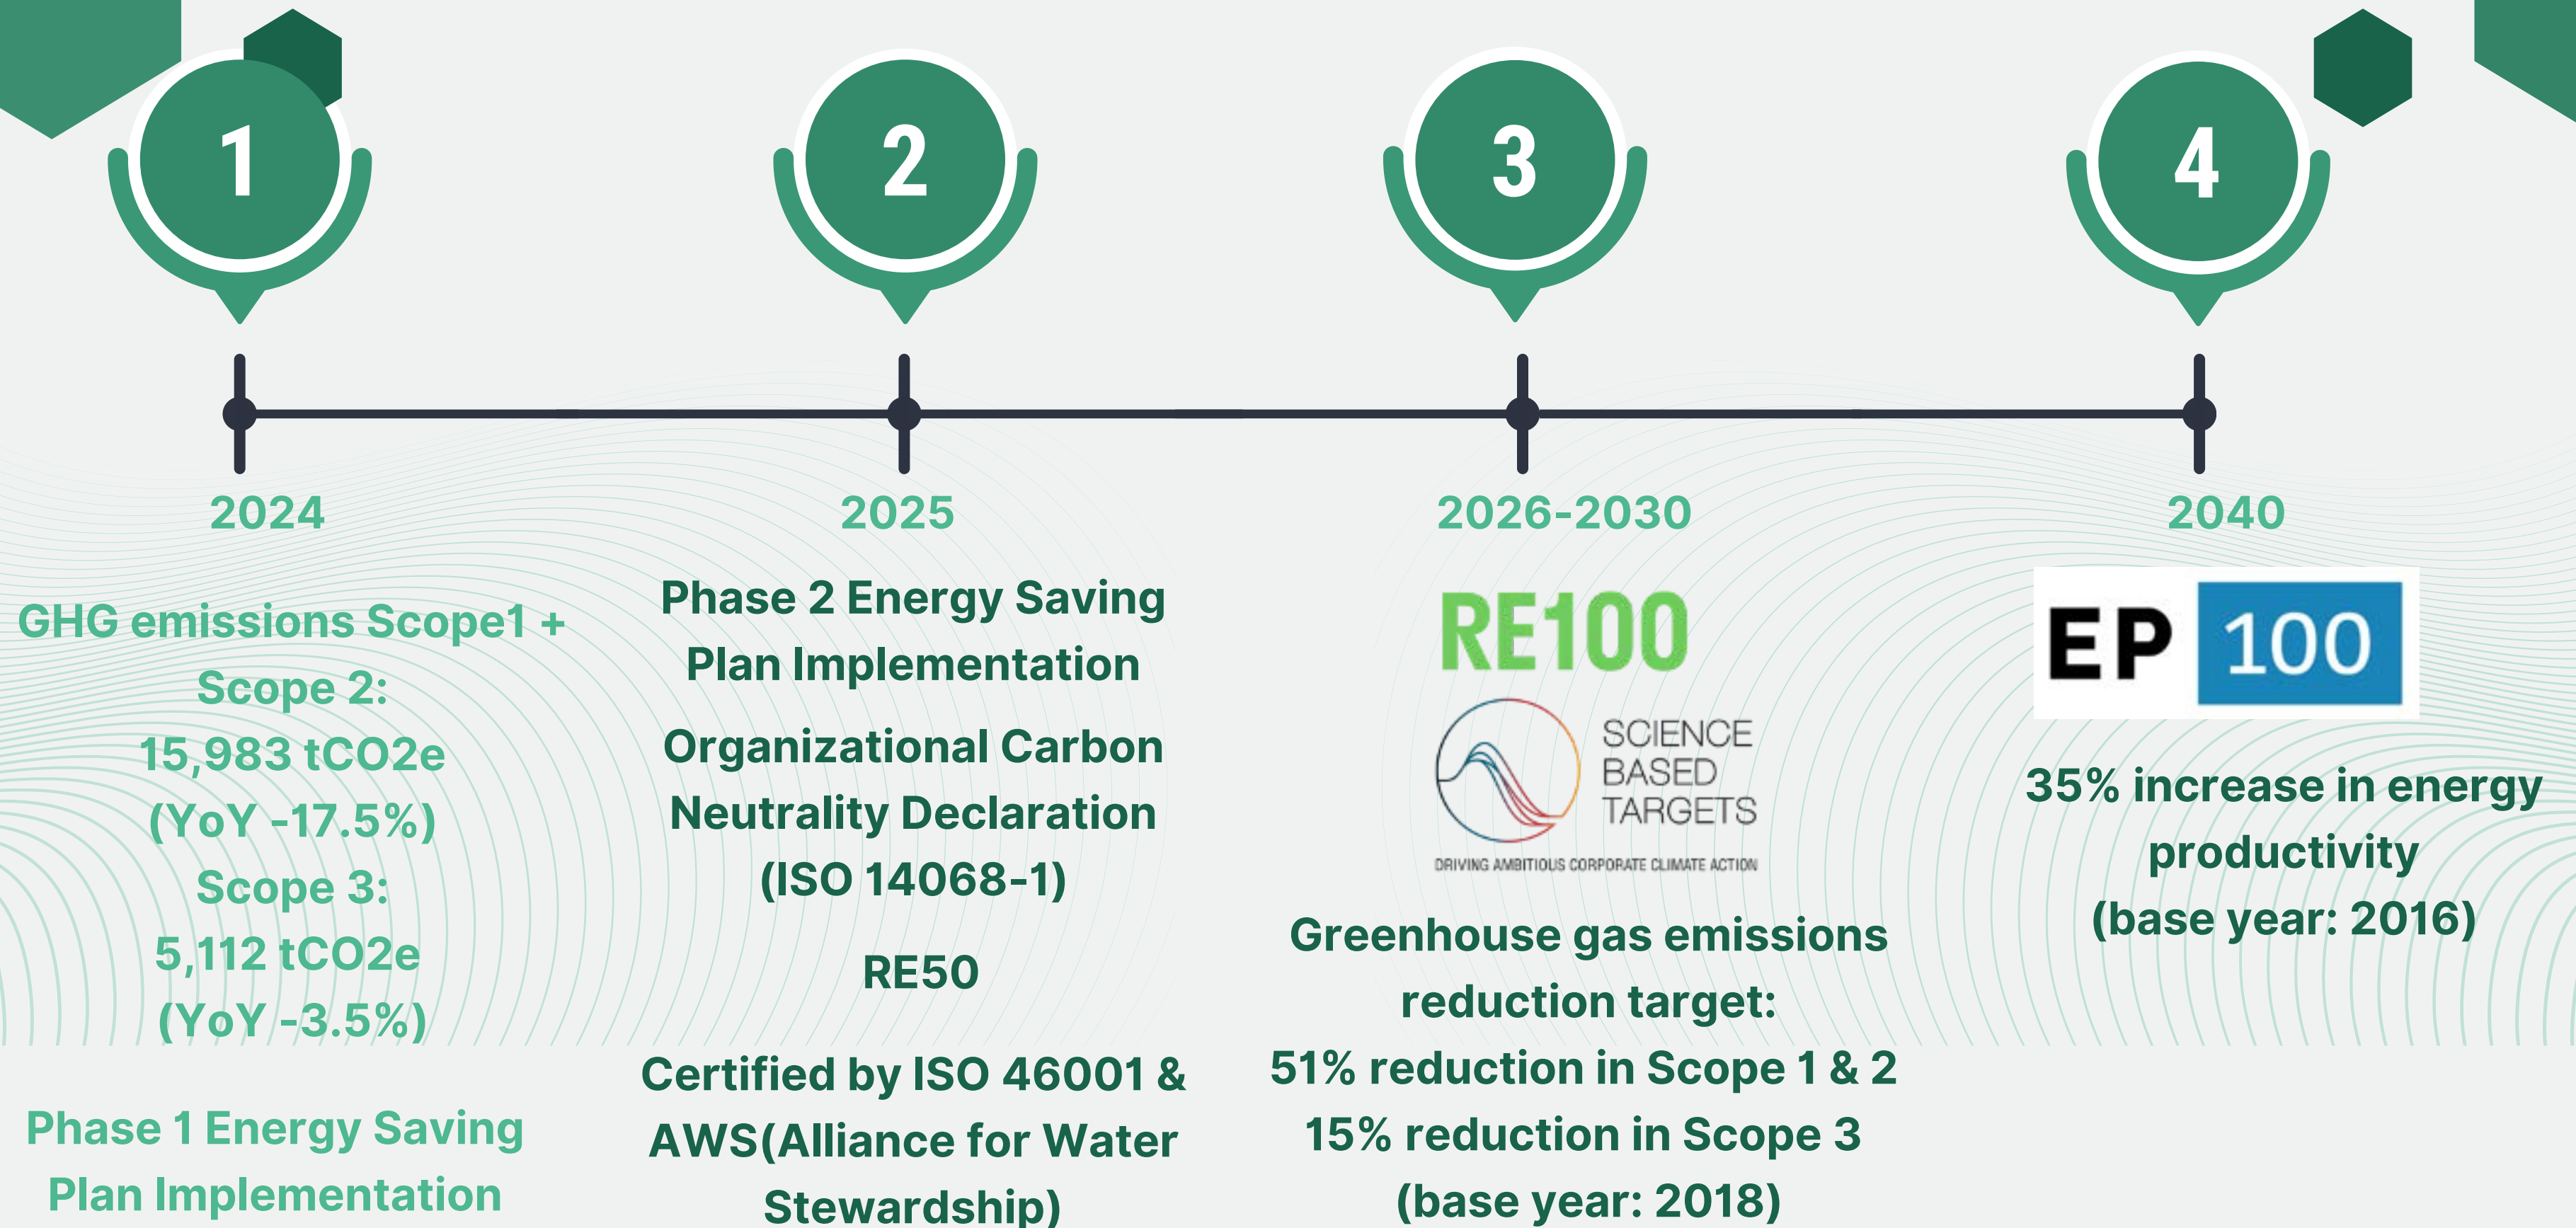 1
2
3
4
2024
2025
2026-2030
2040
GHG emissions Scope1 +
Scope 2:
15,983 tCO2e
(YoY -17.5%)
Scope 3:
5,112 tCO2e
(YoY -3.5%)
Phase 1 Energy Saving
Plan Implementation
Phase 2 Energy Saving
Plan Implementation
Organizational Carbon
Neutrality Declaration
(ISO 14068-1)
RE50
Certified by ISO 46001 &
AWS(Alliance for Water
Stewardship)
RE100
SCIENCE
BASED
TARGETS
DRIVING AMBITIOUS CORPORATE CLIMATE ACTION
Greenhouse gas emissions
reduction target:
51% reduction in Scope 1 & 2
15% reduction in Scope 3
(base year: 2018)
EP 100
35% increase in energy
productivity
(base year: 2016)